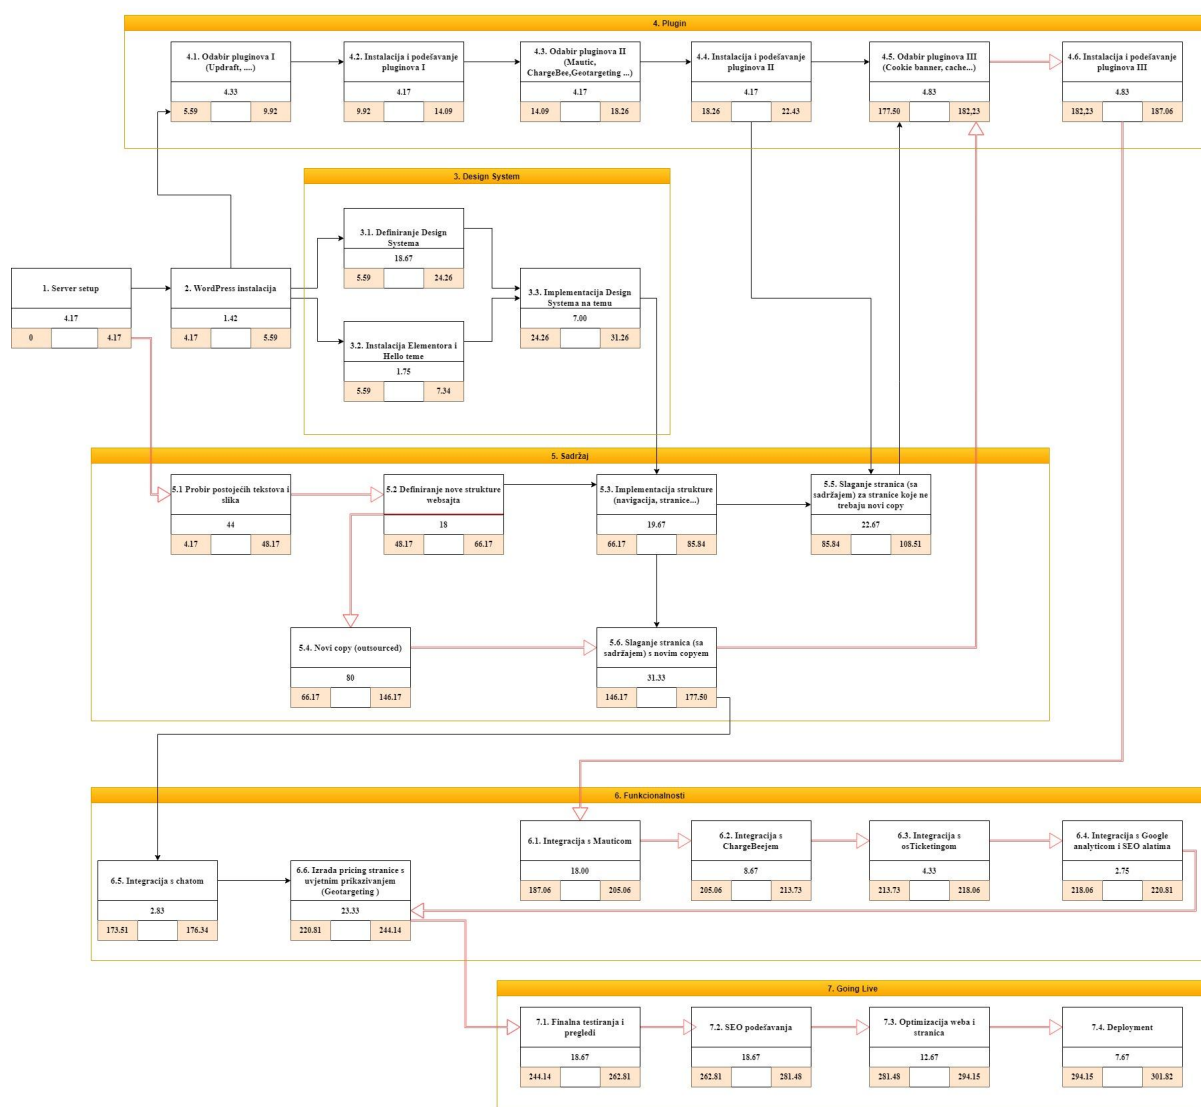 4. Plugin
4.1. Odabir pluginova I
(Updraft, ....)
4.33
5.59
9.92
4.2. Instalacija i podešavanje
pluginova I
4.17
9.92
14.09
4.3. Odabir pluginova II
(Mautic,
ChargeBee,Geotargeting ...)
4.17
14.09
18.26
4.4. Instalacija i podešavanje
pluginova II
4.17
18.26
22.43
4.5. Odabir pluginova III
(Cookie banner, cache...)
4.83
177.50
182,23
4.6. Instalacija i podešavanje
pluginova III
4.83
182,23
187.06
3. Design System
3.1. Definiranje Design
Systema
18.67
5.59
24.26
1. Server setup
4.17
0
4.17
2. WordPress instalacija
1.42
4.17
5.59
3.2. Instalacija Elementora i
Hello teme
1.75
5.59
7.34
3.3. Implementacija Design
Systema na temu
7.00
24.26
31.26
5. Sadržaj
5.1 Probir postojećih tekstova i
slika
44
4.17
48.17
5.2 Definiranje nove strukture
websajta
18
48.17
66.17
5.3. Implementacija strukture
(navigacija, stranice...)
19.67
66.17
85.84
5.5. Slaganje stranica (sa
sadržajem) za stranice koje ne
trebaju novi copy
22.67
85.84
108.51
5.4. Novi copy (outsourced)
80
66.17
146.17
5.6. Slaganje stranica (sa
sadržajem) s novim copyem
31.33
146.17
177.50
6. Funkcionalnosti
6.1. Integracija s Mauticom
18.00
187.06
205.06
6.2. Integracija s
ChargeBeejem
8.67
205.06
213.73
6.3. Integracija s
osTicketingom
4.33
213.73
218.06
6.4. Integracija s Google
analyticom i SEO alatima
2.75
218.06
220.81
6.5. Integracija s chatom
2.83
173.51
176.34
6.6. Izrada pricing stranice s
uvjetnim prikazivanjem
(Geotargeting )
23.33
220.81
244.14
7. Going Live
7.1. Finalna testiranja i
pregledi
18.67
244.14
262.81
7.2. SEO podešavanja
18.67
262.81
281.48
7.3. Optimizacija weba i
stranica
12.67
281.48
294.15
7.4. Deployment
7.67
294.15
301.82